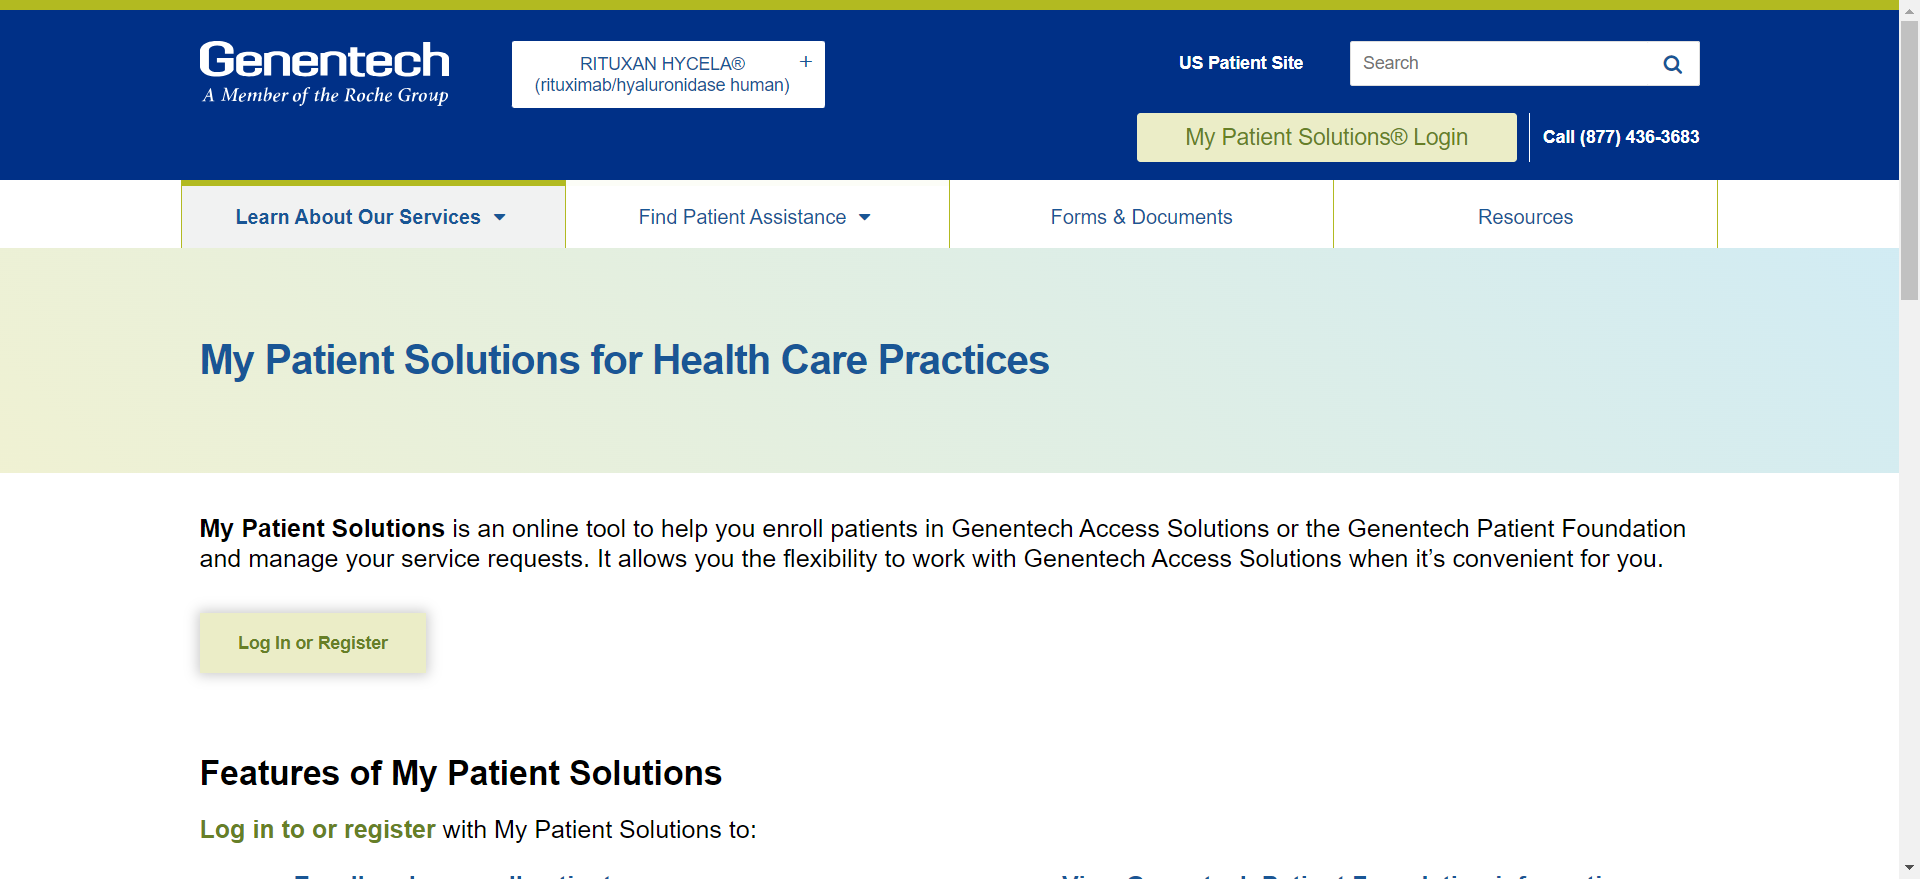 Genentech
A Member of the Roche Group
RITUXAN HYCELA®
(rituximab/hyaluronidase human)
+
US Patient Site
Search
My Patient Solutions® Login
Call (877) 436-3683
Learn About Our Services
Find Patient Assistance
Forms & Documents
Resources
My Patient Solutions for Health Care Practices
My Patient Solutions is an online tool to help you enroll patients in Genentech Access Solutions or the Genentech Patient Foundation
and manage your service requests. It allows you the flexibility to work with Genentech Access Solutions when it’s convenient for you.
Log In or Register
Features of My Patient Solutions
Log in to or register with My Patient Solutions to: